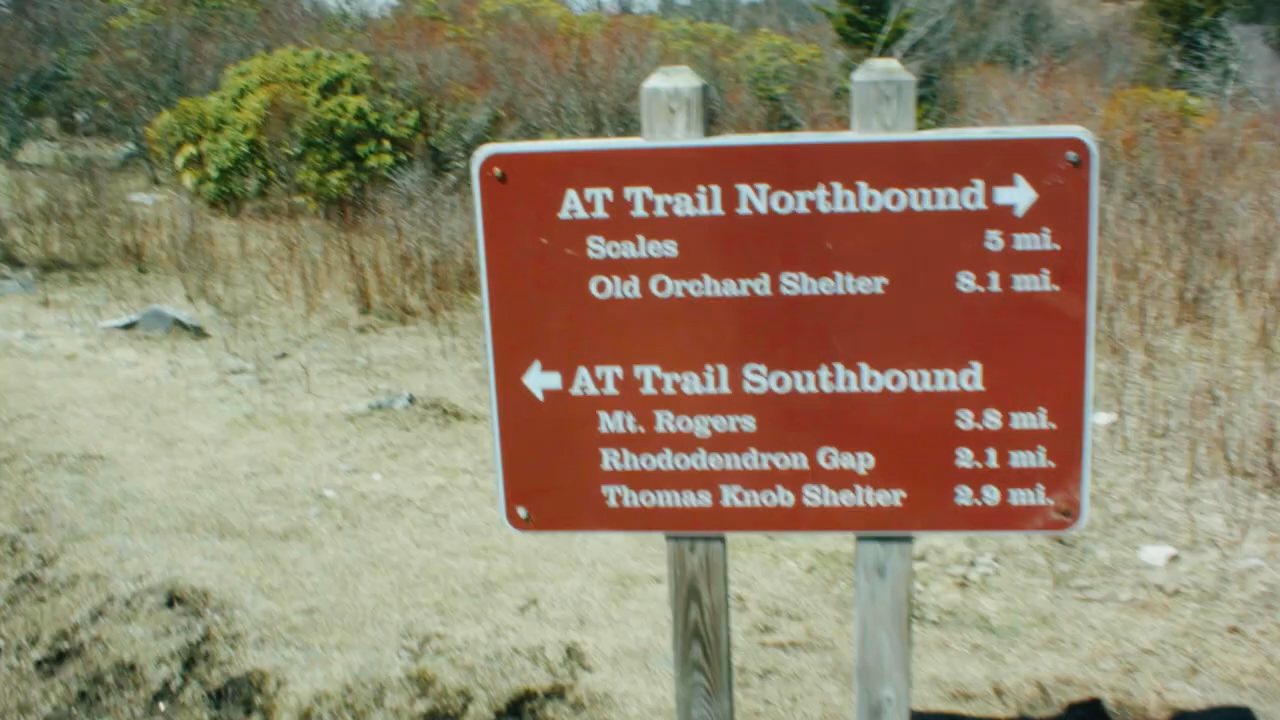 AT Trail Northbound
Scales 5 mi.
Old Orchard Shelter 8.1 mi.
AT Trail Southbound
Mt. Rogers 3.8 mi.
Rhododendron Gap 2.1 mi.
Thomas Knob Shelter 2.9 mi.